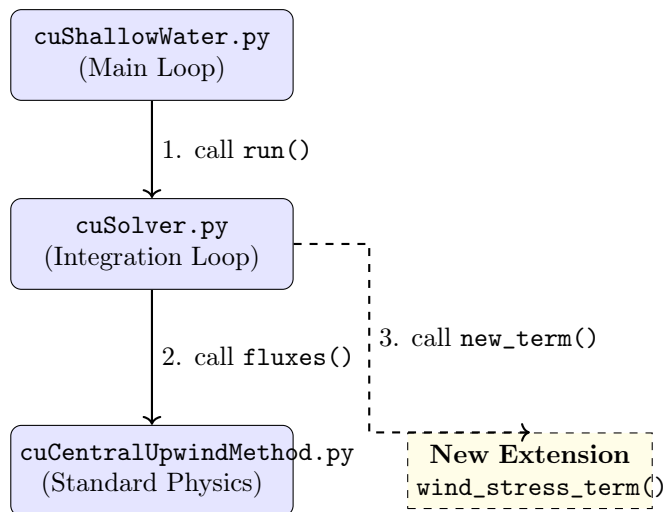 cuShallowWater.py
(Main Loop)
1. call run()
cuSolver.py
(Integration Loop)
2. call fluxes()
3. call new_term()
cuCentralUpwindMethod.py
(Standard Physics)
New Extension
wind_stress_term()